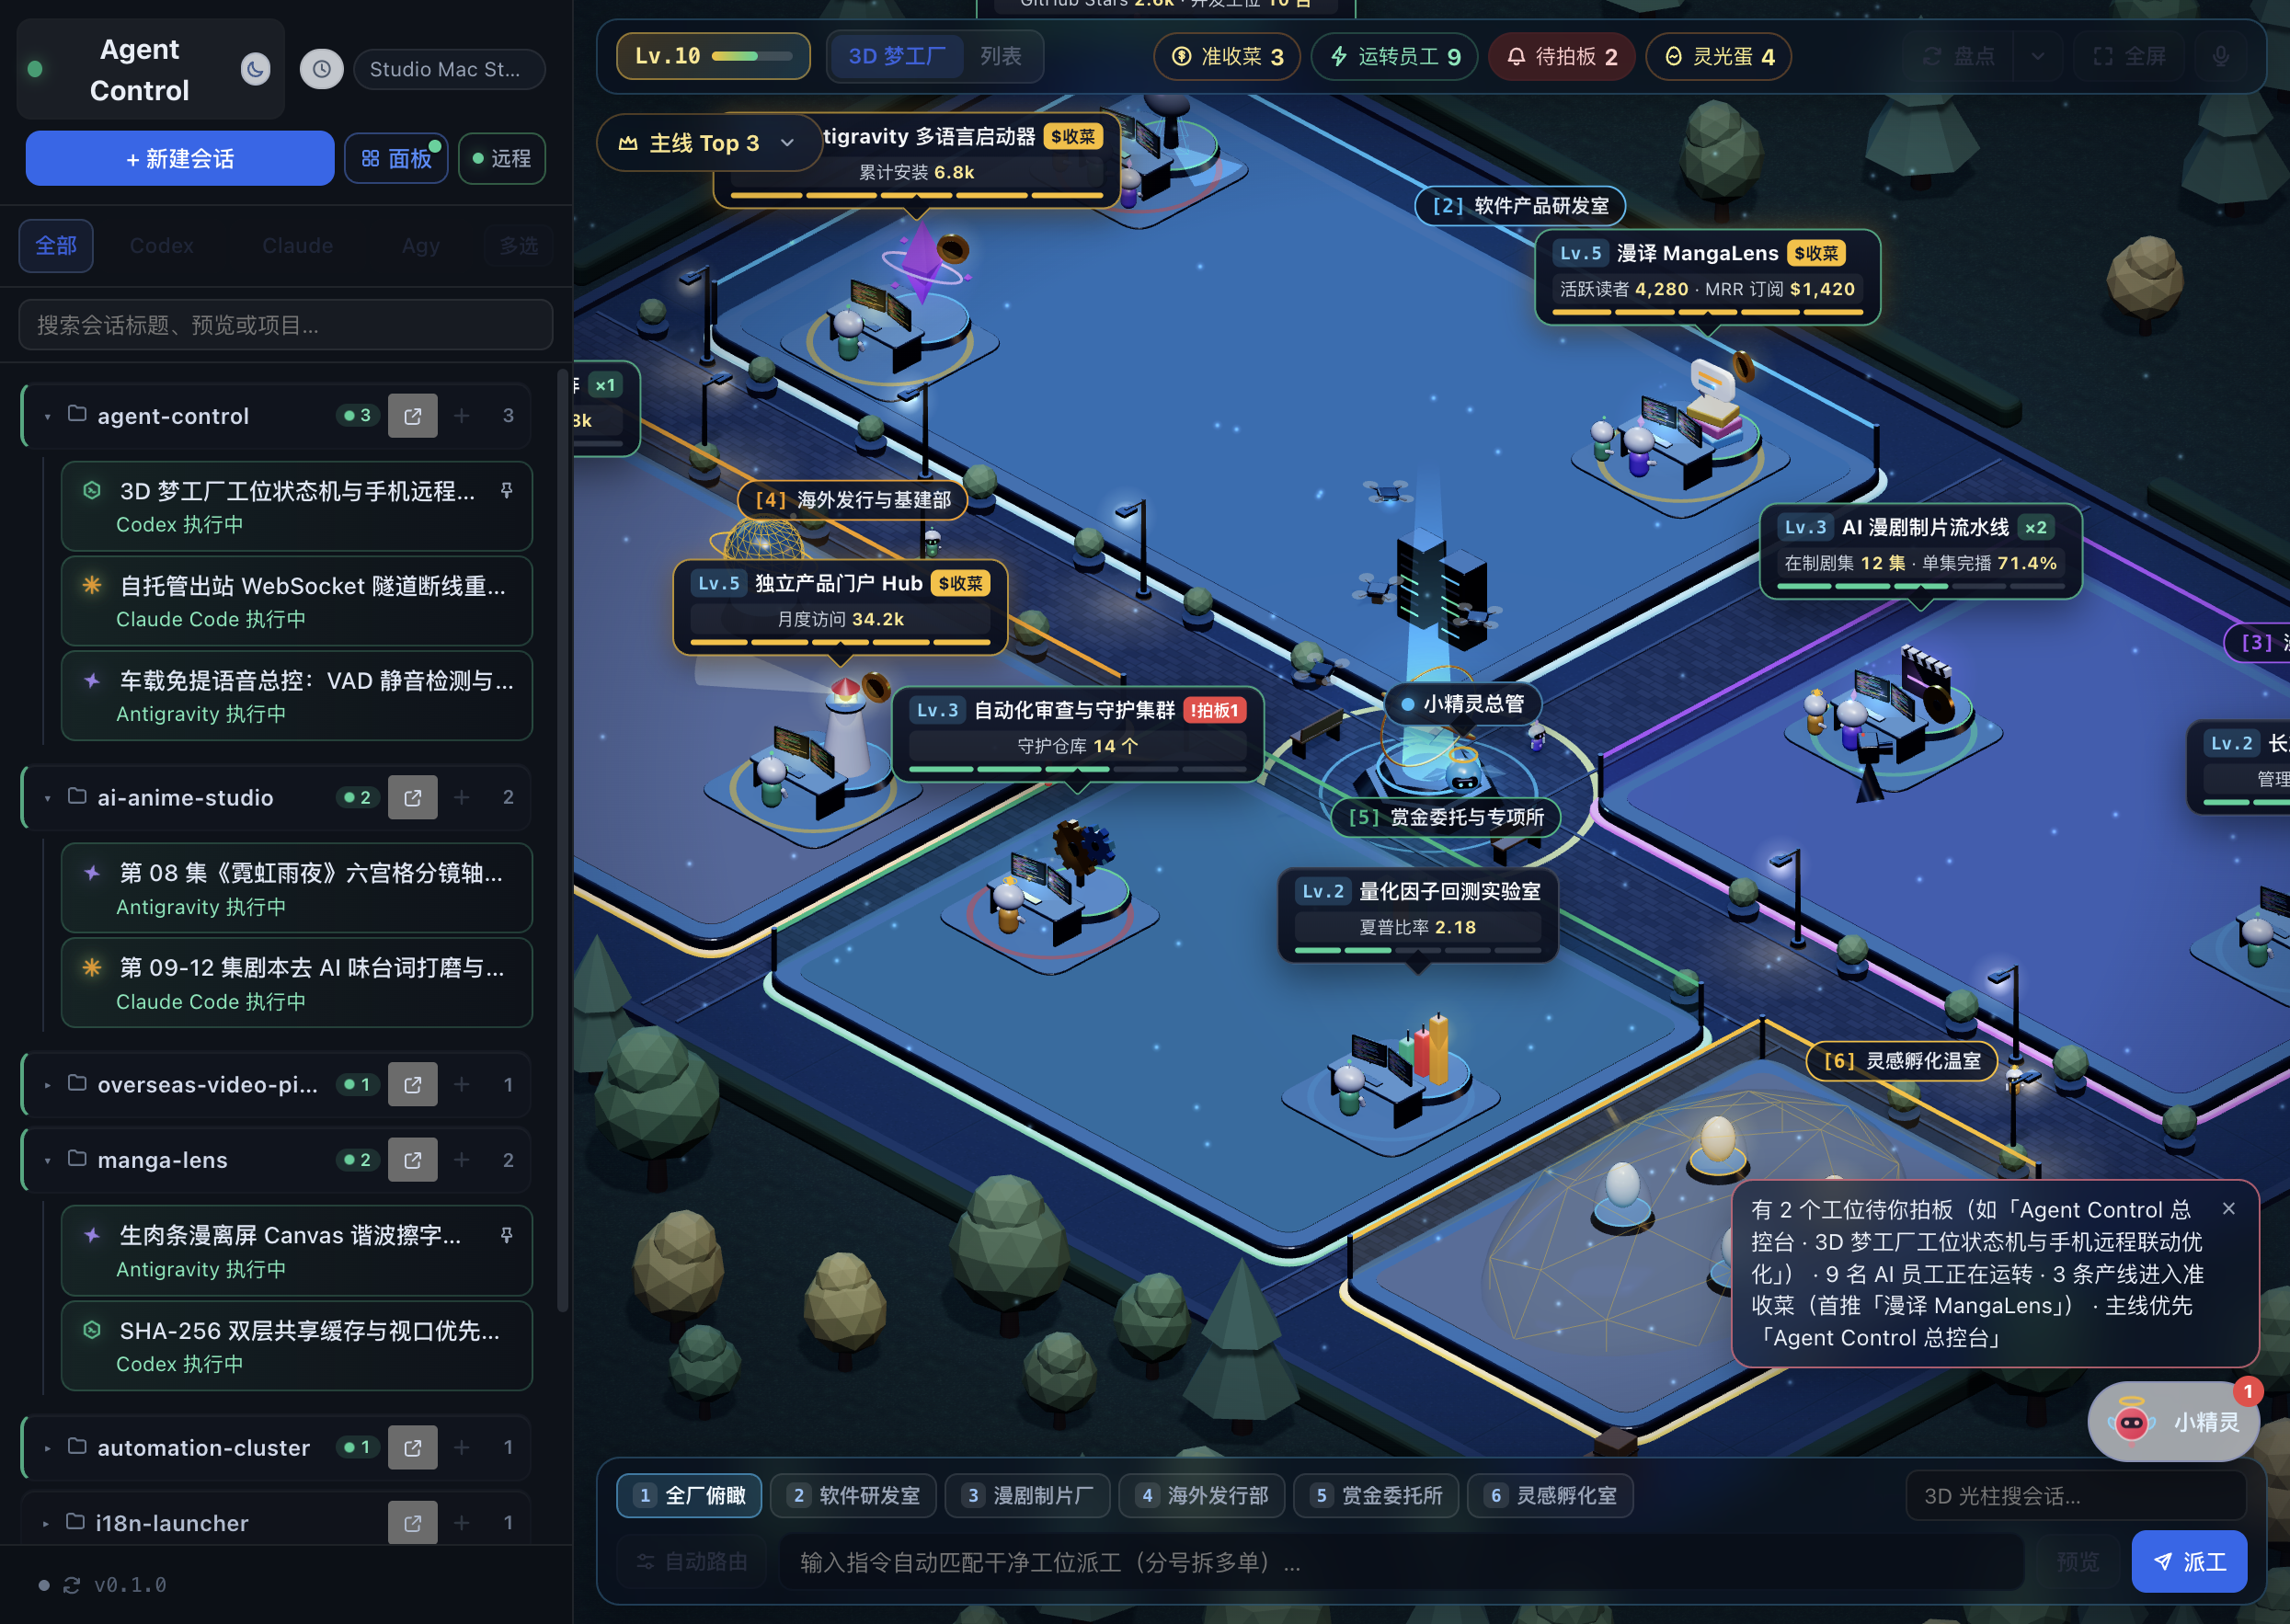 Agent
Control
Studio Mac St...
+ 新建会话
面板
远程
全部
Codex
Claude
Agy
多选
搜索会话标题、预览或项目...
agent-control
3
3
3D 梦工厂工位状态机与手机远程...
Codex 执行中
自托管出站 WebSocket 隧道断线重...
Claude Code 执行中
车载免提语音总控：VAD 静音检测与...
Antigravity 执行中
ai-anime-studio
2
2
第 08 集《霓虹雨夜》六宫格分镜轴...
Antigravity 执行中
第 09-12 集剧本去 AI 味台词打磨与...
Claude Code 执行中
overseas-video-pi...
1
1
manga-lens
2
2
生肉条漫离屏 Canvas 谐波擦字...
Antigravity 执行中
SHA-256 双层共享缓存与视口优先...
Codex 执行中
automation-cluster
1
1
i18n-launcher
1
v0.1.0
GitHub Stars 2.6k · 并发工位 10 台
Lv.10
3D 梦工厂
列表
准收菜 3
运转员工 9
待拍板 2
灵光蛋 4
盘点
全屏
主线 Top 3
tigravity 多语言启动器
$收菜
累计安装 6.8k
[2] 软件产品研发室
Lv.5 漫译 MangaLens $收菜
活跃读者 4,280 · MRR 订阅 $1,420
×1
3k
[4] 海外发行与基建部
Lv.5 独立产品门户 Hub $收菜
月度访问 34.2k
Lv.3 AI 漫剧制片流水线 ×2
在制剧集 12 集 · 单集完播 71.4%
[3]
Lv.3 自动化审查与守护集群 !拍板1
守护仓库 14 个
小精灵总管
Lv.2 长
管理
[5] 赏金委托与专项所
Lv.2 量化因子回测实验室
夏普比率 2.18
[6] 灵感孵化温室
有 2 个工位待你拍板（如「Agent Control 总
控台 · 3D 梦工厂工位状态机与手机远程联动优
化」） · 9 名 AI 员工正在运转 · 3 条产线进入准
收菜（首推「漫译 MangaLens」） · 主线优先
「Agent Control 总控台」
1
小精灵
1 全厂俯瞰
2 软件研发室
3 漫剧制片厂
4 海外发行部
5 赏金委托所
6 灵感孵化室
3D 光柱搜会话...
自动路由
输入指令自动匹配干净工位派工（分号拆多单）...
预览
派工